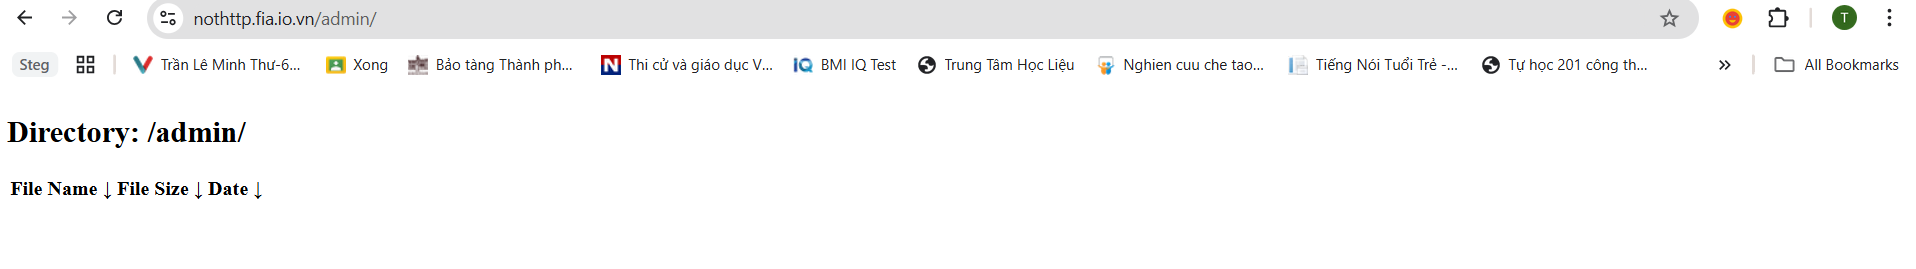 nothttp.fia.io.vn/admin/
T
Steg Trần Lê Minh Thư-6... Xong Bảo tàng Thành ph... Thi cử và giáo dục V... IQ BMI IQ Test Trung Tâm Học Liệu Nghien cuu che tao... Tiếng Nói Tuổi Trẻ -... Tự học 201 công th... » All Bookmarks
Directory: /admin/
File Name ↓ File Size ↓ Date ↓